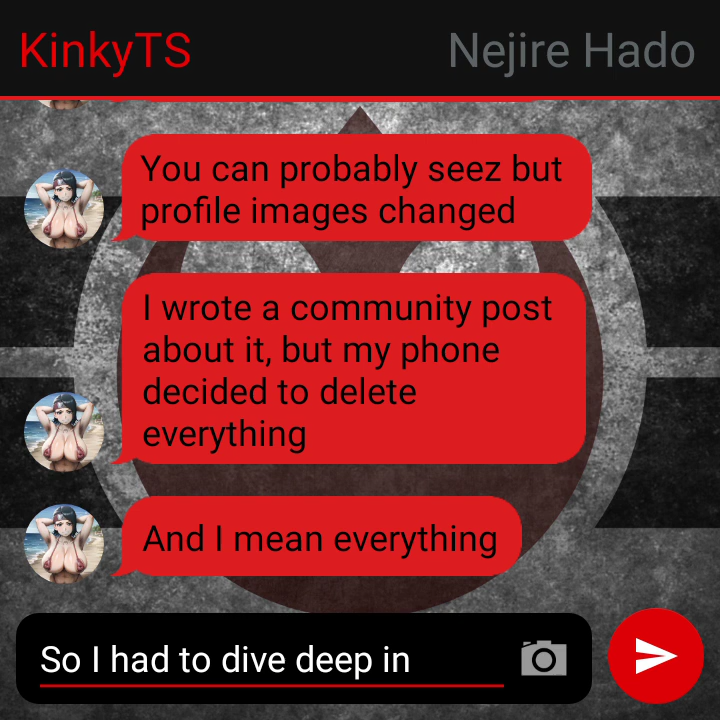 KinkyTS
Nejire Hado
You can probably seez but
profile images changed
I wrote a community post
about it, but my phone
decided to delete
everything
And I mean everything
So I had to dive deep in